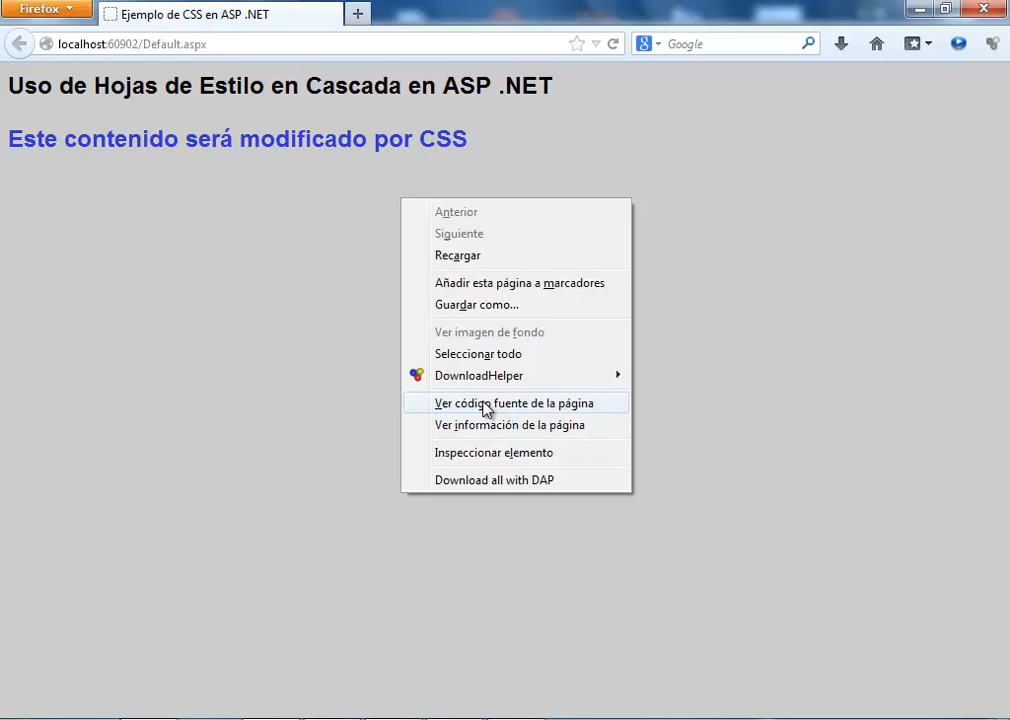 Firefox
Ejemplo de CSS en ASP .NET
localhost:60902/Default.aspx
Google
Uso de Hojas de Estilo en Cascada en ASP .NET
Este contenido será modificado por CSS
Anterior
Siguiente
Recargar
Añadir esta página a marcadores
Guardar como...
Ver imagen de fondo
Seleccionar todo
DownloadHelper
Ver código fuente de la página
Ver información de la página
Inspeccionar elemento
Download all with DAP